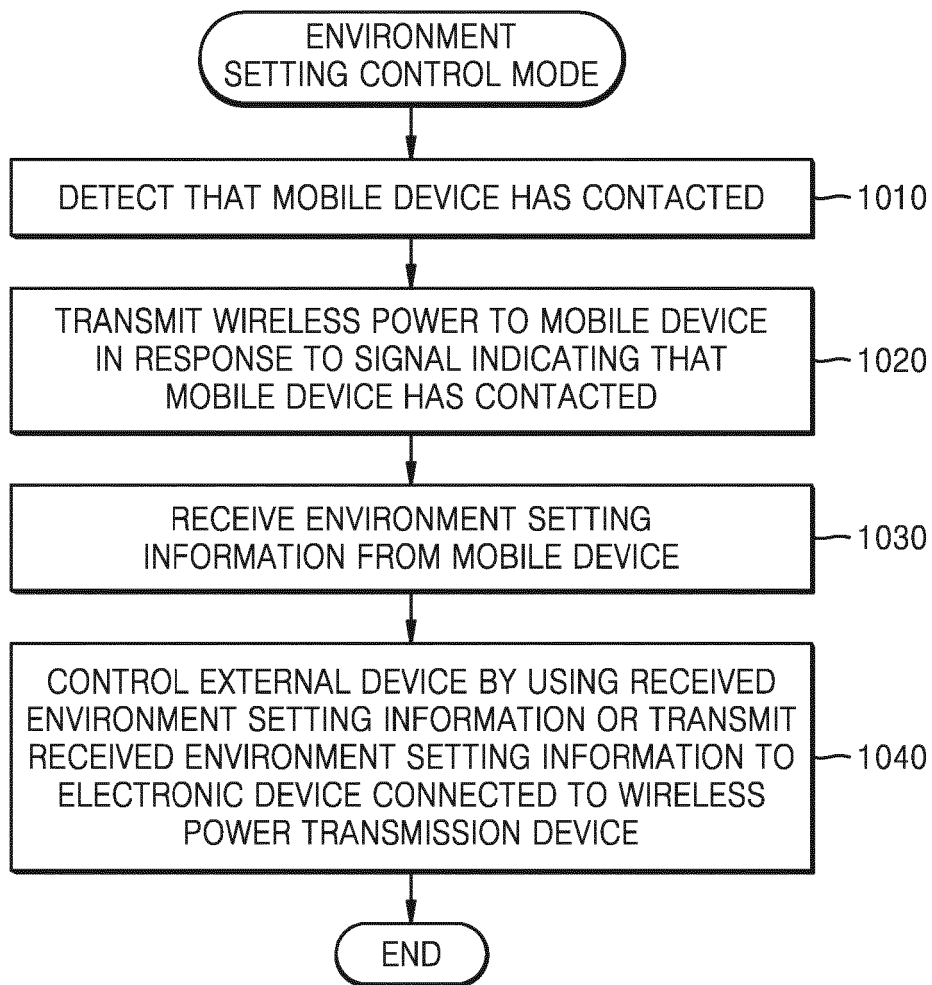 ENVIRONMENT
SETTING CONTROL MODE
DETECT THAT MOBILE DEVICE HAS CONTACTED
1010
TRANSMIT WIRELESS POWER TO MOBILE DEVICE
IN RESPONSE TO SIGNAL INDICATING THAT
MOBILE DEVICE HAS CONTACTED
1020
RECEIVE ENVIRONMENT SETTING
INFORMATION FROM MOBILE DEVICE
1030
CONTROL EXTERNAL DEVICE BY USING RECEIVED
ENVIRONMENT SETTING INFORMATION OR TRANSMIT
RECEIVED ENVIRONMENT SETTING INFORMATION TO
ELECTRONIC DEVICE CONNECTED TO WIRELESS
POWER TRANSMISSION DEVICE
1040
END